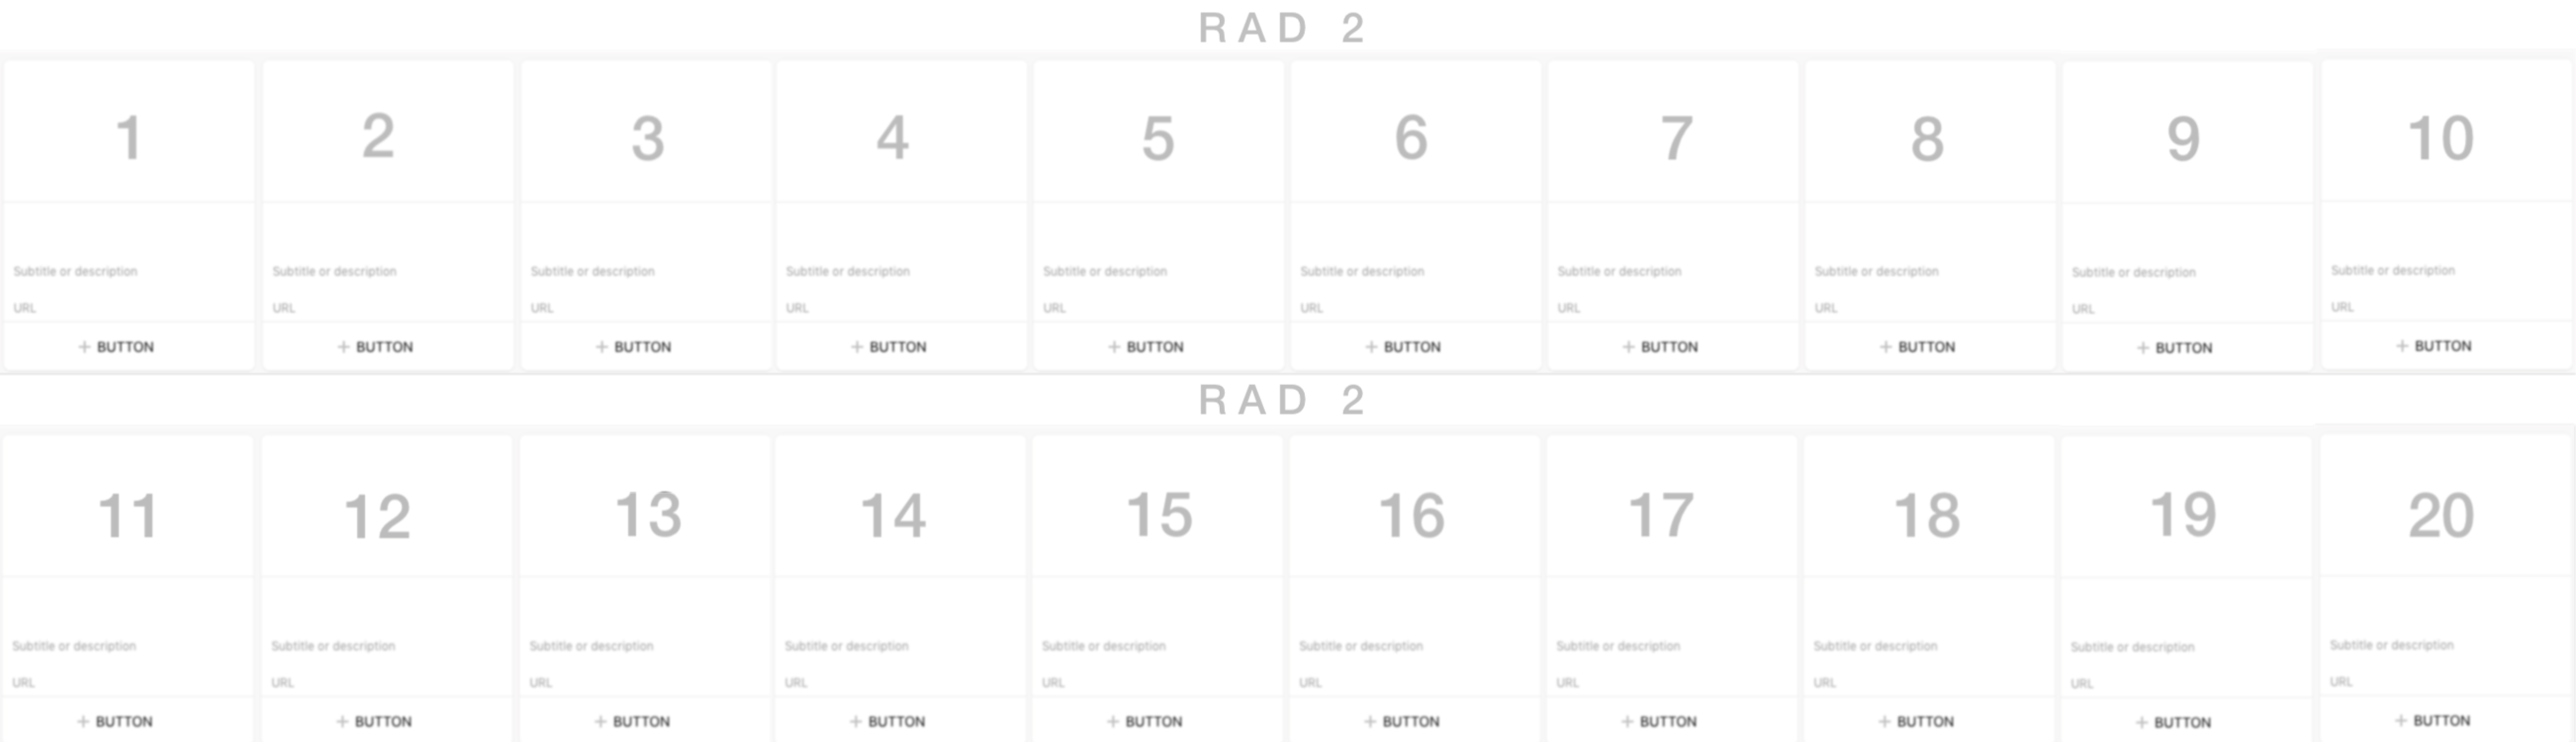 RAD 2
1 2 3 4 5 6 7 8 9 10
Subtitle or description Subtitle or description Subtitle or description Subtitle or description Subtitle or description Subtitle or description Subtitle or description Subtitle or description Subtitle or description Subtitle or description
URL URL URL URL URL URL URL URL URL URL
+ BUTTON + BUTTON + BUTTON + BUTTON + BUTTON + BUTTON + BUTTON + BUTTON + BUTTON + BUTTON
RAD 2
11 12 13 14 15 16 17 18 19 20
Subtitle or description Subtitle or description Subtitle or description Subtitle or description Subtitle or description Subtitle or description Subtitle or description Subtitle or description Subtitle or description Subtitle or description
URL URL URL URL URL URL URL URL URL URL
+ BUTTON + BUTTON + BUTTON + BUTTON + BUTTON + BUTTON + BUTTON + BUTTON + BUTTON + BUTTON